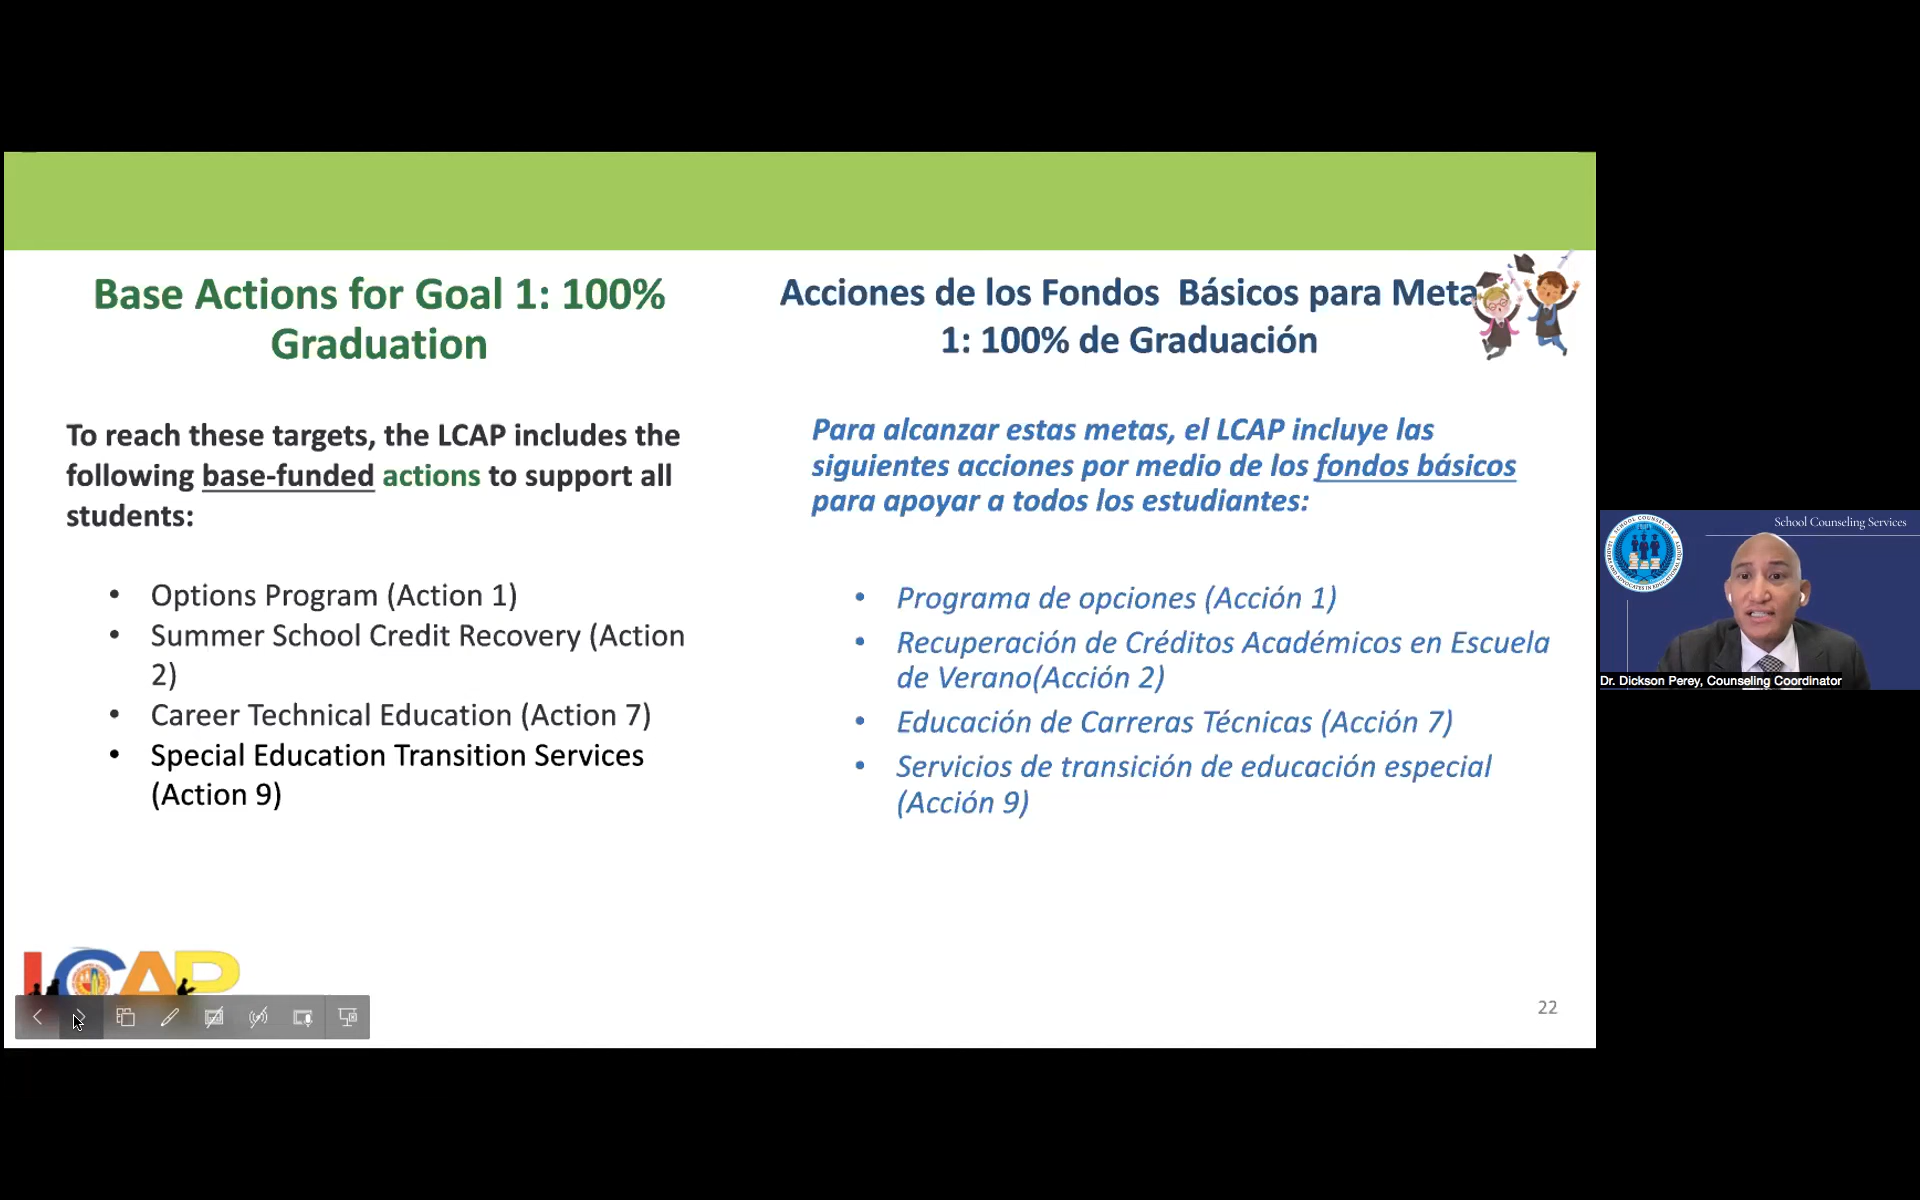 Base Actions for Goal 1: 100%
Graduation
To reach these targets, the LCAP includes the
following base-funded actions to support all
students:
• Options Program (Action 1)
• Summer School Credit Recovery (Action
2)
• Career Technical Education (Action 7)
• Special Education Transition Services
(Action 9)
Acciones de los Fondos Básicos para Meta
1: 100% de Graduación
Para alcanzar estas metas, el LCAP incluye las
siguientes acciones por medio de los fondos básicos
para apoyar a todos los estudiantes:
• Programa de opciones (Acción 1)
• Recuperación de Créditos Académicos en Escuela
de Verano(Acción 2)
• Educación de Carreras Técnicas (Acción 7)
• Servicios de transición de educación especial
(Acción 9)
LCAP
22
School Counseling Services
Dr. Dickson Perey, Counseling Coordinator